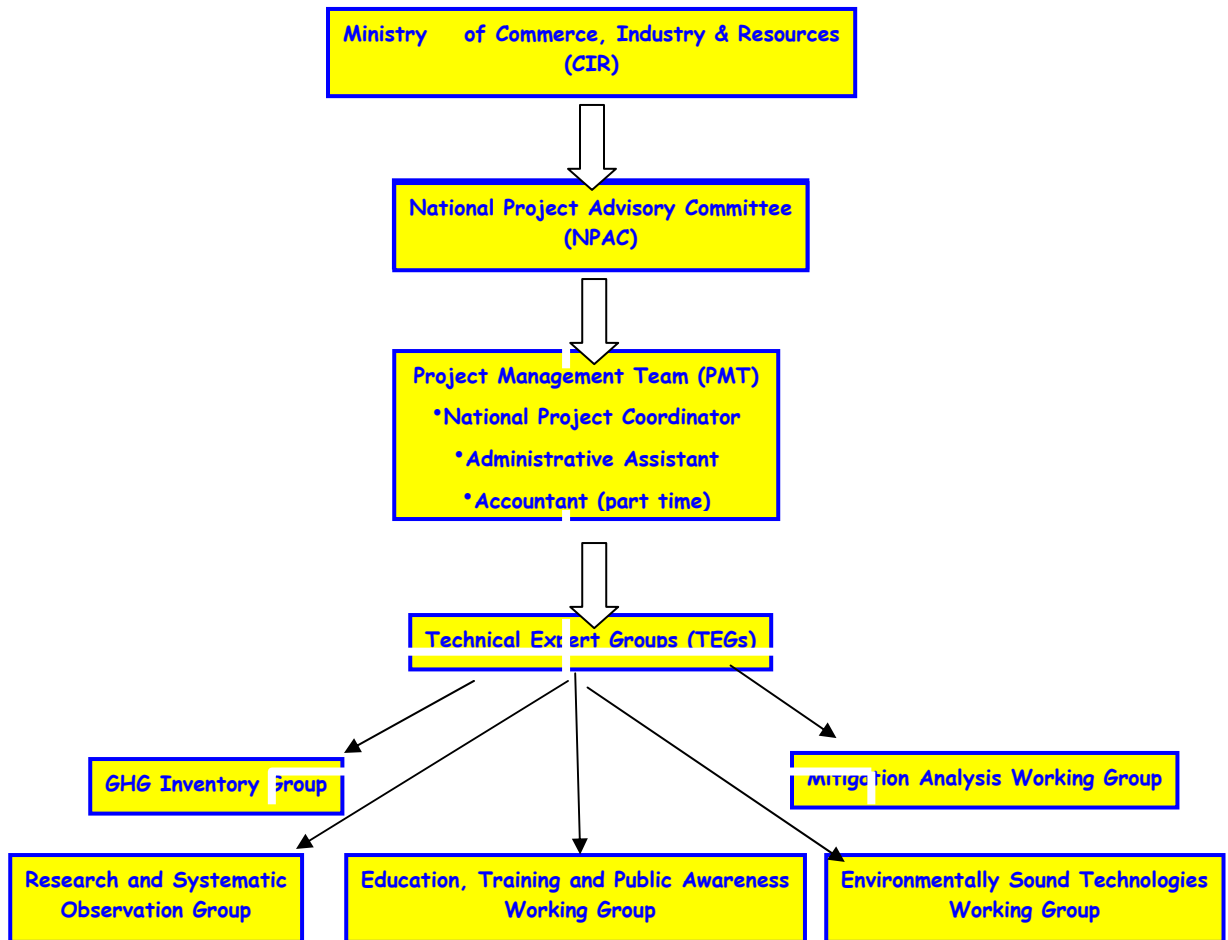 Ministry of Commerce, Industry & Resources
(CIR)
National Project Advisory Committee
(NPAC)
Project Management Team (PMT)
•National Project Coordinator
•Administrative Assistant
•Accountant (part time)
Technical Expert Groups (TEGs)
GHG Inventory Group
Mitigation Analysis Working Group
Research and Systematic
Observation Group
Education, Training and Public Awareness
Working Group
Environmentally Sound Technologies
Working Group